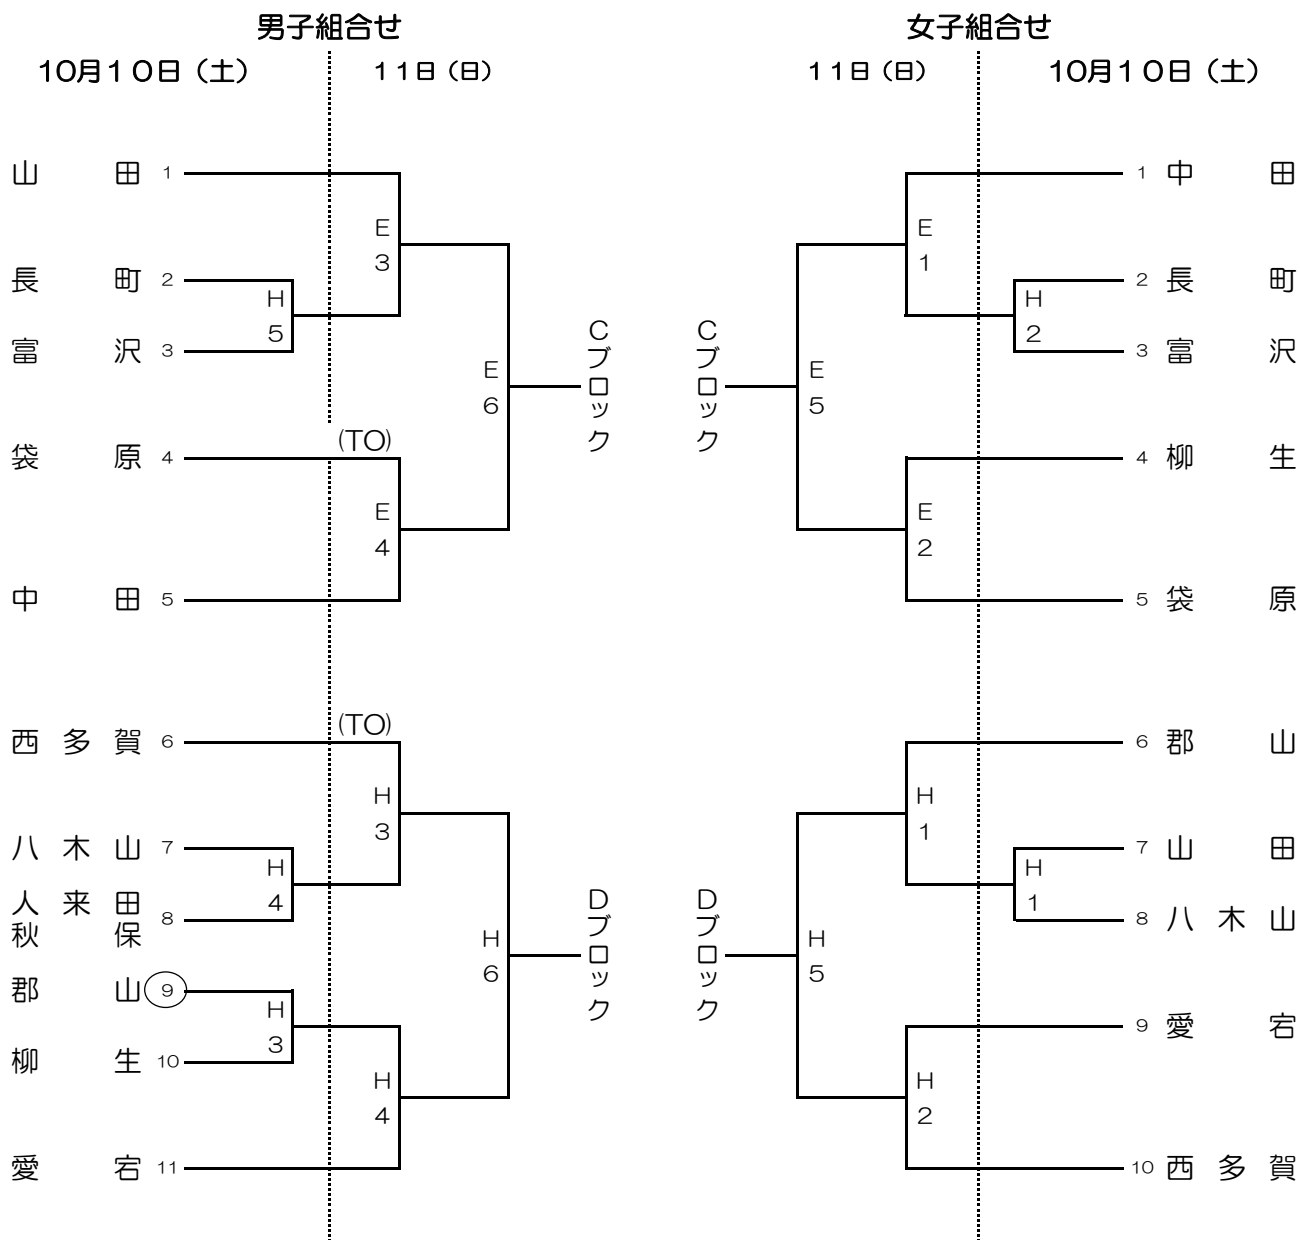 男子組合せ
10月１０日（土）
１１日（日）
山田 1
長町 2
富沢 3
袋原 4
中田 5
西多賀 6
八木山 7
人来田
秋保
8
郡山 9
柳生 10
愛宕 11
H
5
H
4
H
3
E
3
(TO)
E
4
(TO)
H
3
H
4
E
6
H
6
Cブロック
Dブロック
女子組合せ
１１日（日）
10月１０日（土）
Cブロック
Dブロック
E
5
H
5
E
1
E
2
H
1
H
2
H
2
H
1
1 中田
2 長町
3 富沢
4 柳生
5 袋原
6 郡山
7 山田
8 八木山
9 愛宕
10 西多賀